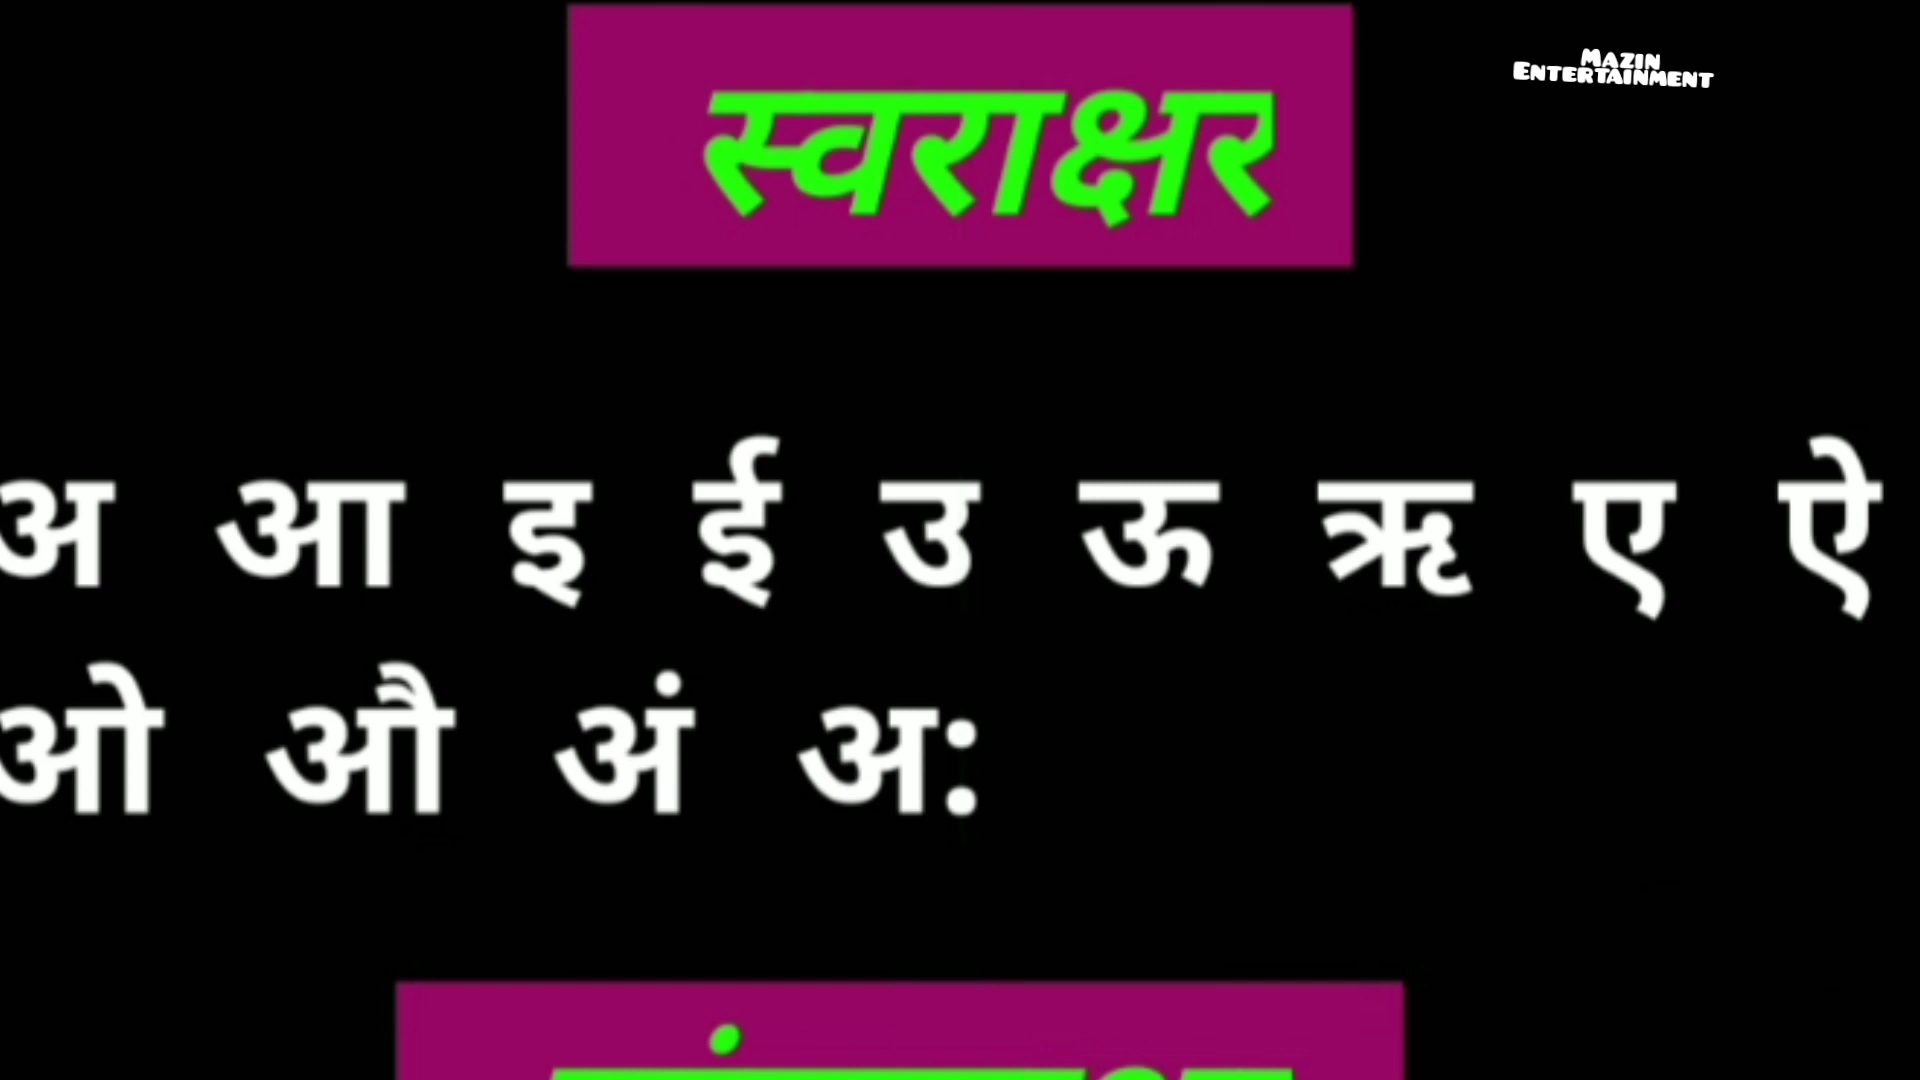 स्वराक्षर
MAZIN
ENTERTAINMENT
अ आ इ ई उ ऊ ऋ ए ऐ
ओ औ अं अः